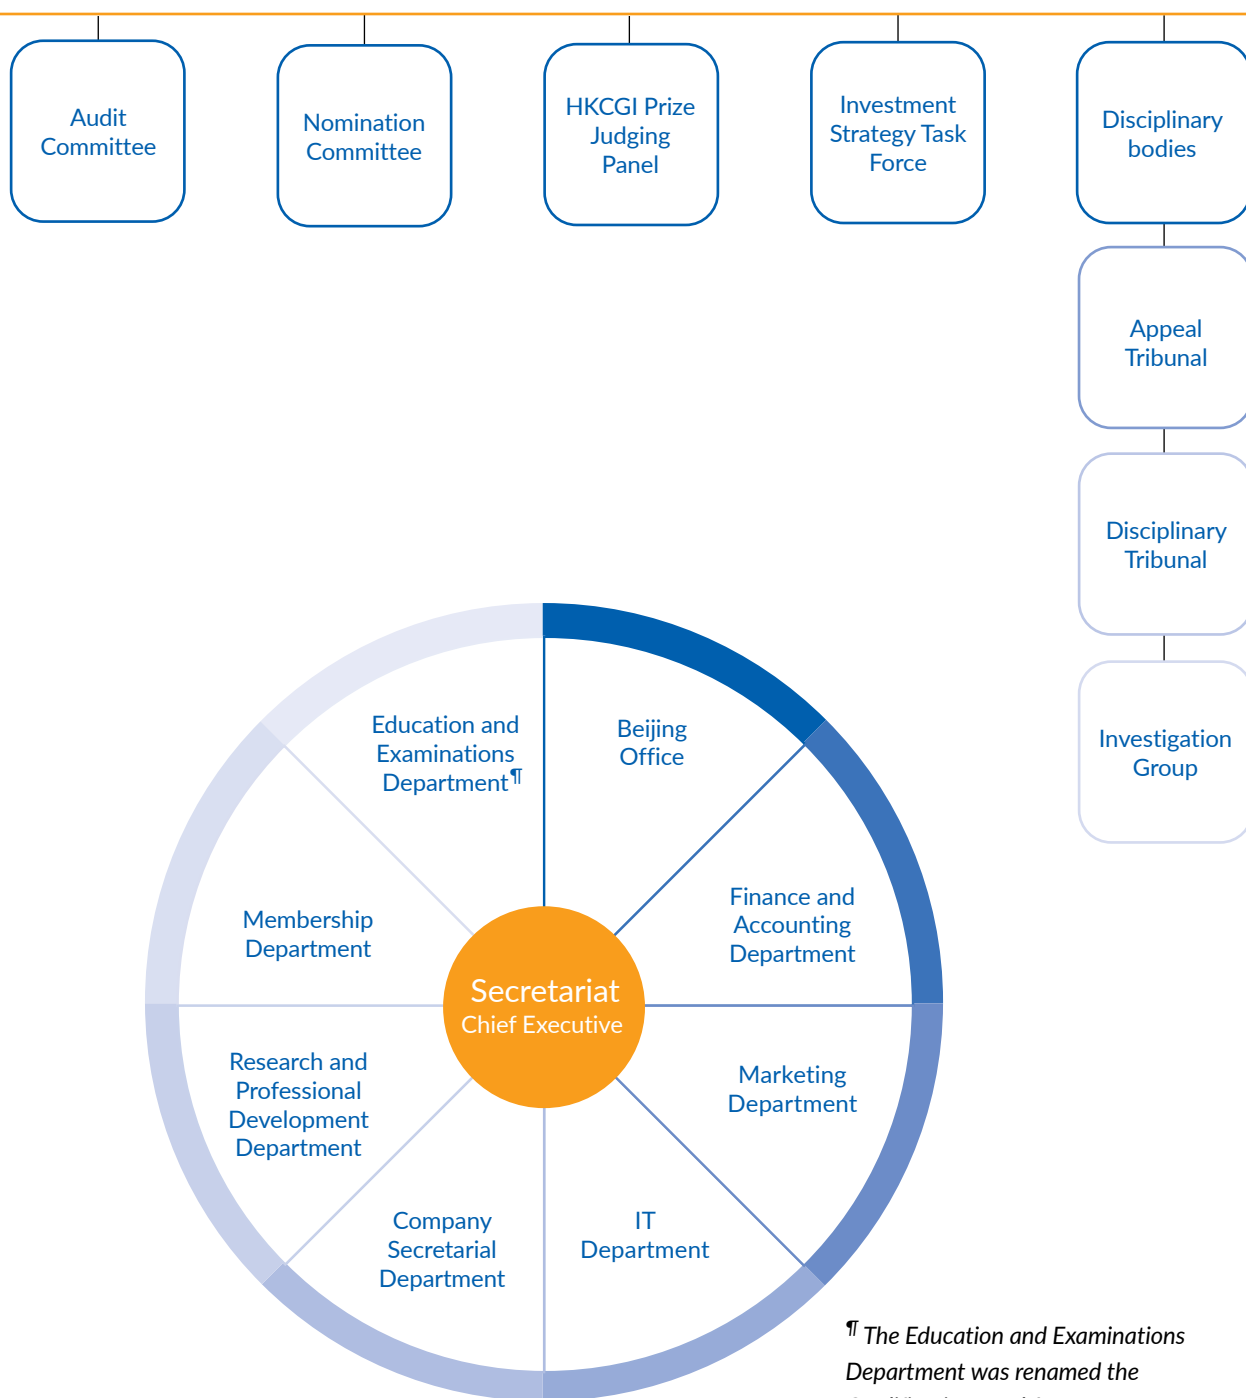 Audit
Committee
Nomination
Committee
HKCGI Prize
Judging
Panel
Investment
Strategy Task
Force
Disciplinary
bodies
Appeal
Tribunal
Disciplinary
Tribunal
Investigation
Group
Education and
Examinations
Department¶
Beijing
Office
Finance and
Accounting
Department
Marketing
Department
IT
Department
Company
Secretarial
Department
Research and
Professional
Development
Department
Membership
Department
Secretariat
Chief Executive
¶ The Education and Examinations
Department was renamed the